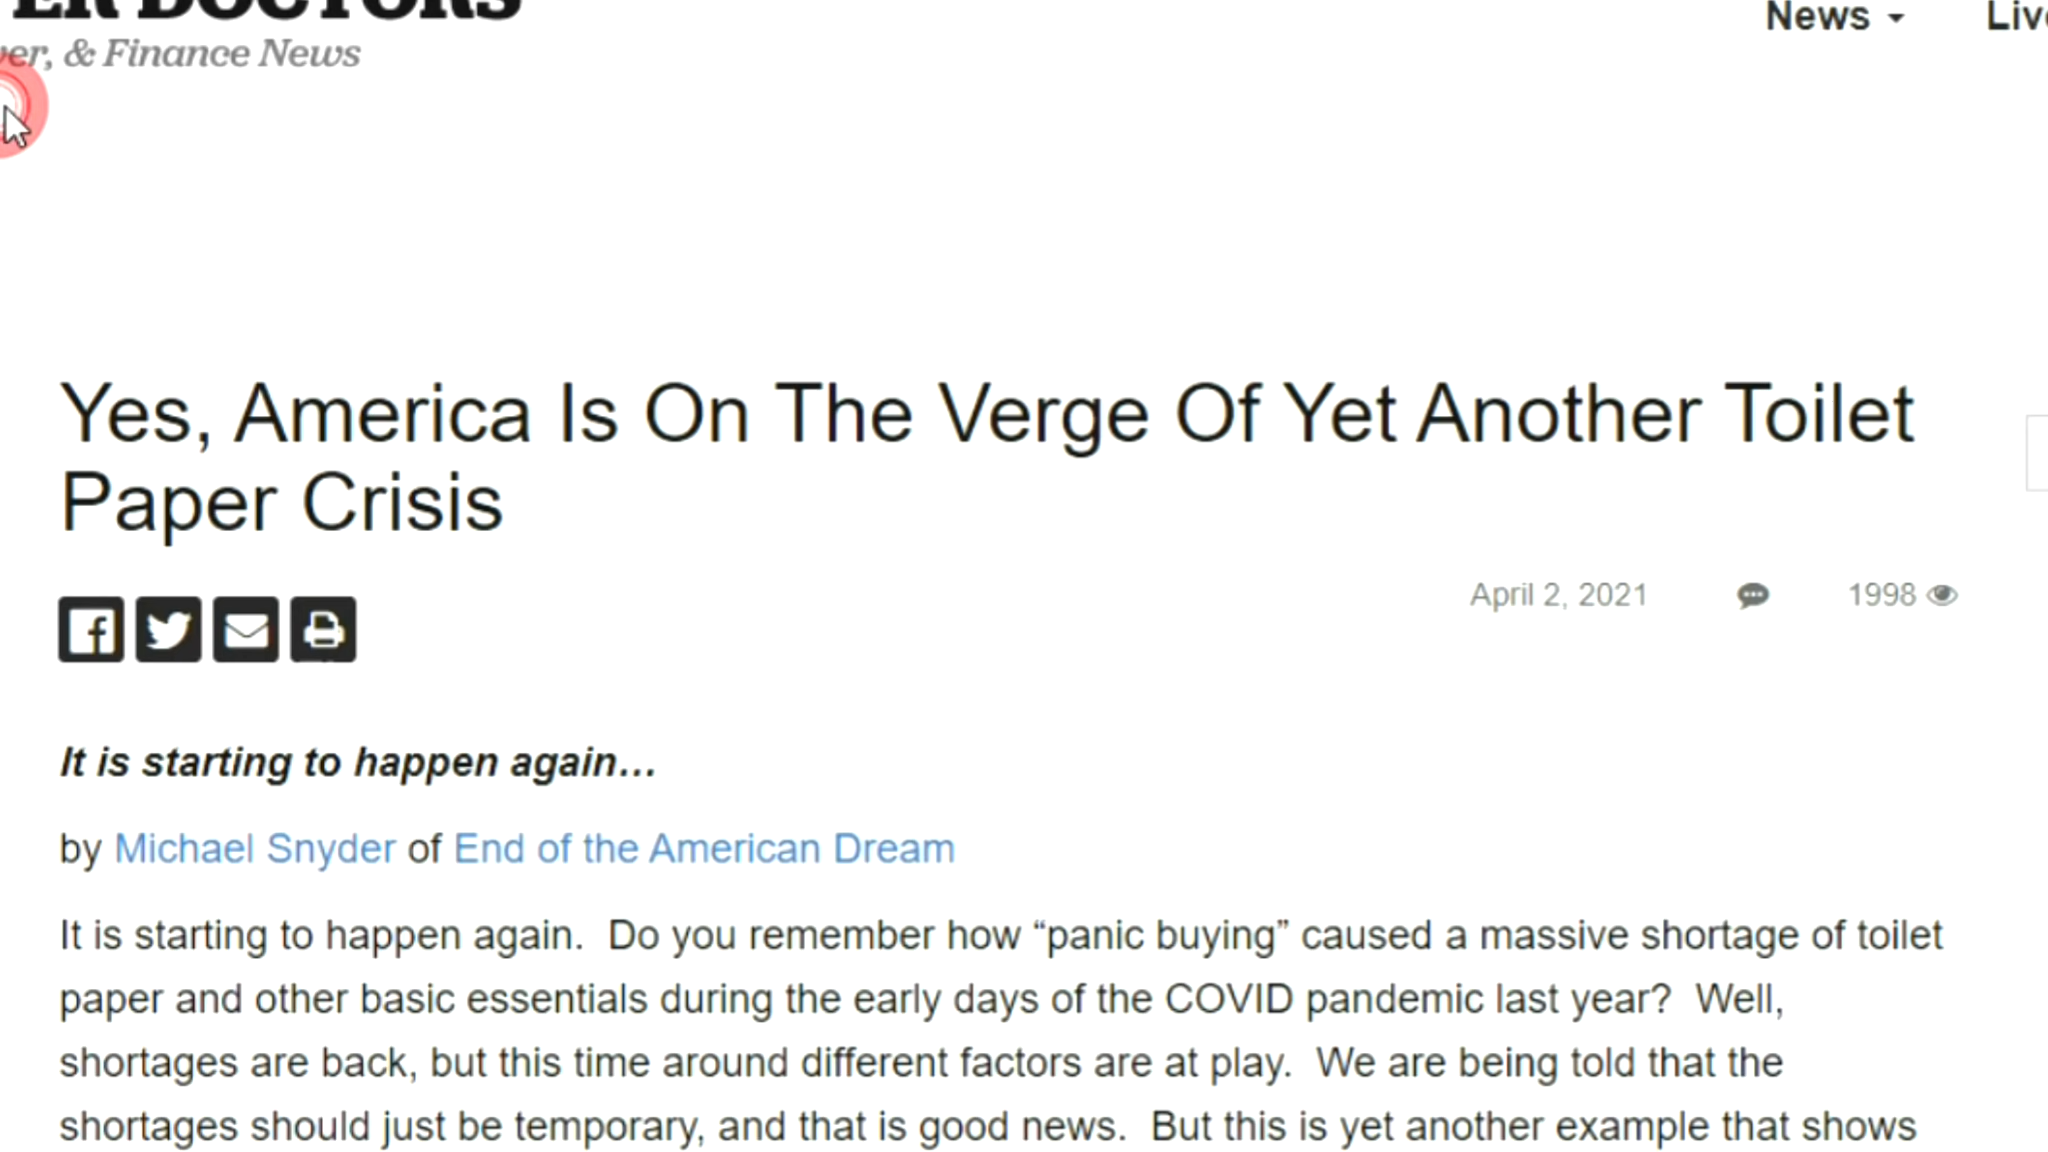 DOCTORS
& Finance News
News
Yes, America Is On The Verge Of Yet Another Toilet
Paper Crisis
April 2, 2021
1998
It is starting to happen again...
by Michael Snyder of End of the American Dream
It is starting to happen again. Do you remember how “panic buying” caused a massive shortage of toilet
paper and other basic essentials during the early days of the COVID pandemic last year? Well,
shortages are back, but this time around different factors are at play. We are being told that the
shortages should just be temporary, and that is good news. But this is yet another example that shows